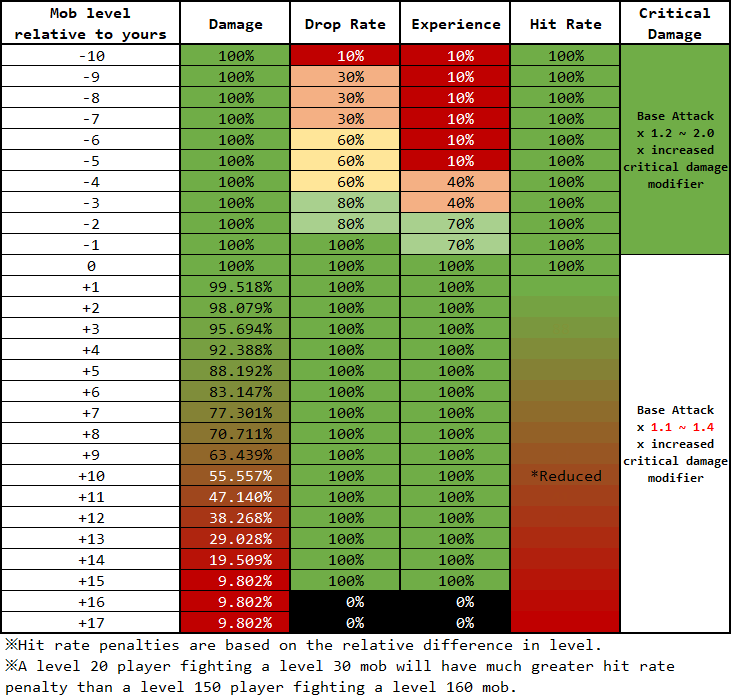 Mob level relative to yours | Damage | Drop Rate | Experience | Hit Rate | Critical Damage
-10 | 100% | 10% | 10% | 100% | Base Attack x 1.2 ~ 2.0 x increased critical damage modifier
-9 | 100% | 30% | 10% | 100%
-8 | 100% | 30% | 10% | 100%
-7 | 100% | 30% | 10% | 100%
-6 | 100% | 60% | 10% | 100%
-5 | 100% | 60% | 10% | 100%
-4 | 100% | 60% | 40% | 100%
-3 | 100% | 80% | 40% | 100%
-2 | 100% | 80% | 70% | 100%
-1 | 100% | 100% | 70% | 100%
0 | 100% | 100% | 100% | 100% | Base Attack x 1.1 ~ 1.4 x increased critical damage modifier
+1 | 99.518% | 100% | 100%
+2 | 98.079% | 100% | 100%
+3 | 95.694% | 100% | 100%
+4 | 92.388% | 100% | 100%
+5 | 88.192% | 100% | 100%
+6 | 83.147% | 100% | 100%
+7 | 77.301% | 100% | 100%
+8 | 70.711% | 100% | 100%
+9 | 63.439% | 100% | 100%
+10 | 55.557% | 100% | 100% | *Reduced
+11 | 47.140% | 100% | 100%
+12 | 38.268% | 100% | 100%
+13 | 29.028% | 100% | 100%
+14 | 19.509% | 100% | 100%
+15 | 9.802% | 100% | 100%
+16 | 9.802% | 0% | 0%
+17 | 9.802% | 0% | 0%
※Hit rate penalties are based on the relative difference in level.
※A level 20 player fighting a level 30 mob will have much greater hit rate
penalty than a level 150 player fighting a level 160 mob.